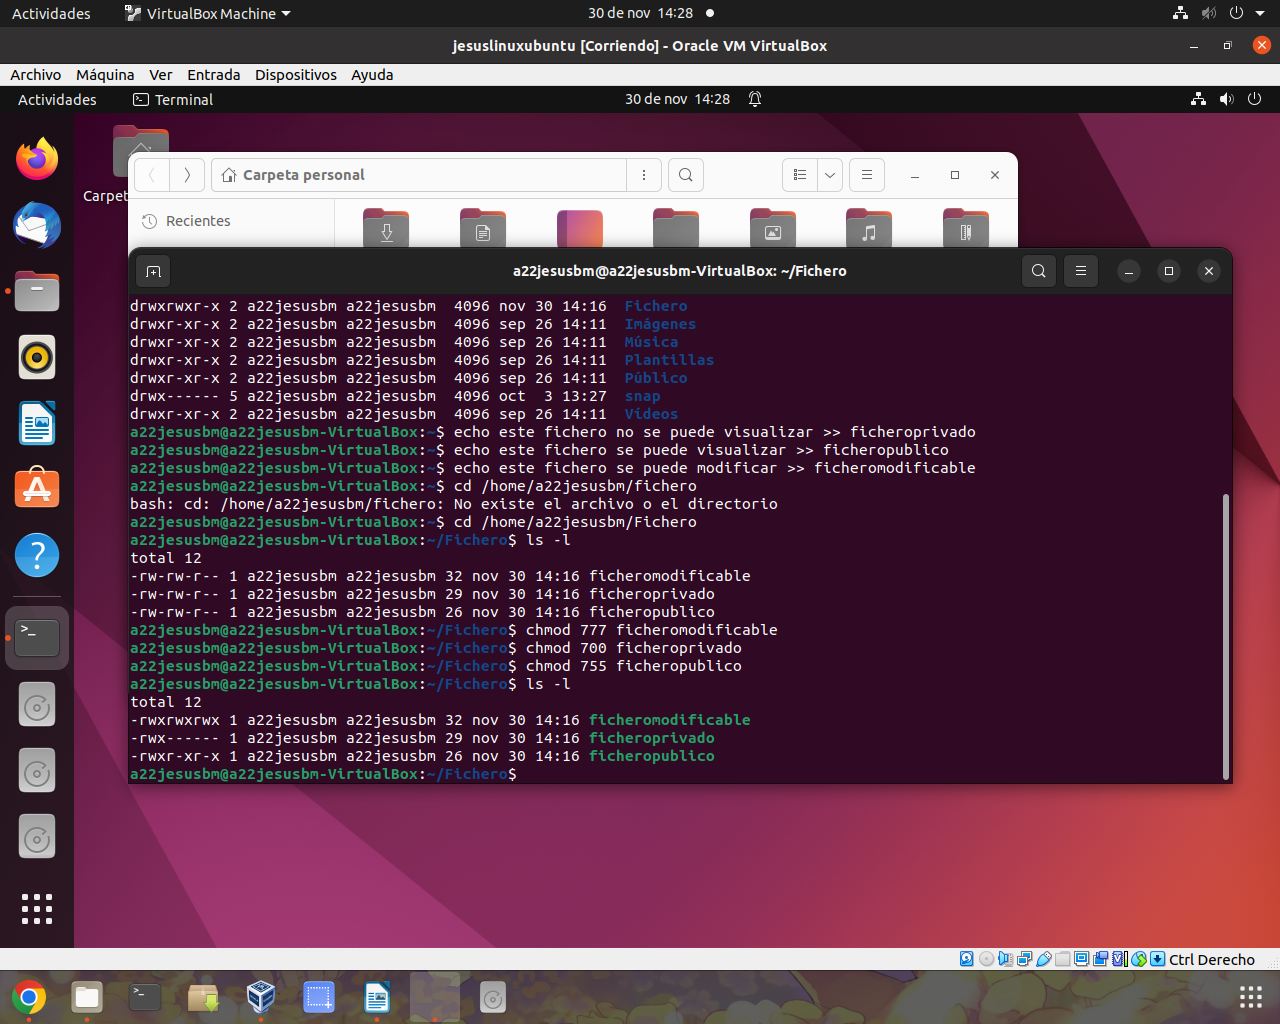 Actividades VirtualBox Machine 30 de nov 14:28
jesuslinuxubuntu [Corriendo] - Oracle VM VirtualBox
Archivo Máquina Ver Entrada Dispositivos Ayuda
Actividades Terminal 30 de nov 14:28
Carpeta personal
Carpet
Recientes
a22jesusbm@a22jesusbm-VirtualBox: ~/Fichero
drwxrwxr-x 2 a22jesusbm a22jesusbm  4096 nov 30 14:16  Fichero
drwxr-xr-x 2 a22jesusbm a22jesusbm  4096 sep 26 14:11  Imágenes
drwxr-xr-x 2 a22jesusbm a22jesusbm  4096 sep 26 14:11  Música
drwxr-xr-x 2 a22jesusbm a22jesusbm  4096 sep 26 14:11  Plantillas
drwxr-xr-x 2 a22jesusbm a22jesusbm  4096 sep 26 14:11  Público
drwx------ 5 a22jesusbm a22jesusbm  4096 oct  3 13:27  snap
drwxr-xr-x 2 a22jesusbm a22jesusbm  4096 sep 26 14:11  Vídeos
a22jesusbm@a22jesusbm-VirtualBox:~$ echo este fichero no se puede visualizar >> ficheroprivado
a22jesusbm@a22jesusbm-VirtualBox:~$ echo este fichero se puede visualizar >> ficheropublico
a22jesusbm@a22jesusbm-VirtualBox:~$ echo este fichero se puede modificar >> ficheromodificable
a22jesusbm@a22jesusbm-VirtualBox:~$ cd /home/a22jesusbm/fichero
bash: cd: /home/a22jesusbm/fichero: No existe el archivo o el directorio
a22jesusbm@a22jesusbm-VirtualBox:~$ cd /home/a22jesusbm/Fichero
a22jesusbm@a22jesusbm-VirtualBox:~/Fichero$ ls -l
total 12
-rw-rw-r-- 1 a22jesusbm a22jesusbm 32 nov 30 14:16 ficheromodificable
-rw-rw-r-- 1 a22jesusbm a22jesusbm 29 nov 30 14:16 ficheroprivado
-rw-rw-r-- 1 a22jesusbm a22jesusbm 26 nov 30 14:16 ficheropublico
a22jesusbm@a22jesusbm-VirtualBox:~/Fichero$ chmod 777 ficheromodificable
a22jesusbm@a22jesusbm-VirtualBox:~/Fichero$ chmod 700 ficheroprivado
a22jesusbm@a22jesusbm-VirtualBox:~/Fichero$ chmod 755 ficheropublico
a22jesusbm@a22jesusbm-VirtualBox:~/Fichero$ ls -l
total 12
-rwxrwxrwx 1 a22jesusbm a22jesusbm 32 nov 30 14:16 ficheromodificable
-rwx------ 1 a22jesusbm a22jesusbm 29 nov 30 14:16 ficheroprivado
-rwxr-xr-x 1 a22jesusbm a22jesusbm 26 nov 30 14:16 ficheropublico
a22jesusbm@a22jesusbm-VirtualBox:~/Fichero$
Ctrl Derecho